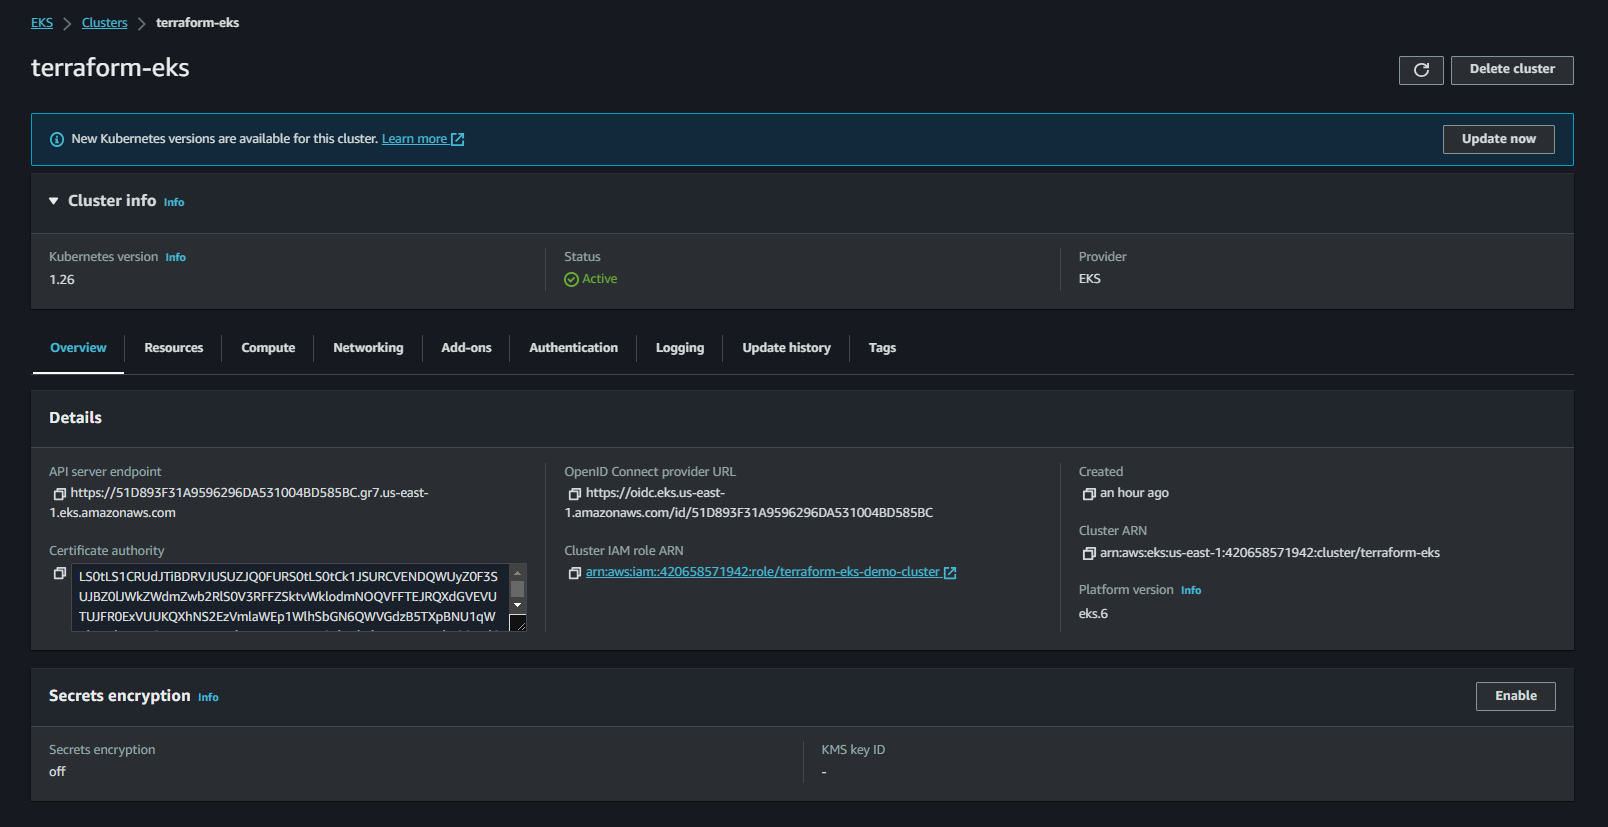 EKS > Clusters > terraform-eks
terraform-eks
Delete cluster
New Kubernetes versions are available for this cluster. Learn more
Update now
Cluster info Info
Kubernetes version Info
1.26
Status
Active
Provider
EKS
Overview
Resources
Compute
Networking
Add-ons
Authentication
Logging
Update history
Tags
Details
API server endpoint
https://51D893F31A9596296DA531004BD585BC.gr7.us-east-
1.eks.amazonaws.com
Certificate authority
LS0tLS1CRUdJTiBDRVJUSUZJQ0FURS0tLS0tCk1JSURCVENDQWUyZ0F3S
UJBZ0lJWkZWdmZwb2RlS0V3RFFZSktvWklodmNOQVFFTEJRQXdGVEVU
TUJFR0ExVUUKQXhNS2EzVmlaWEp1WlhSbGN6QWVGdzB5TXpBNU1qW
OpenID Connect provider URL
https://oidc.eks.us-east-
1.amazonaws.com/id/51D893F31A9596296DA531004BD585BC
Cluster IAM role ARN
arn:aws:iam::420658571942:role/terraform-eks-demo-cluster
Created
an hour ago
Cluster ARN
arn:aws:eks:us-east-1:420658571942:cluster/terraform-eks
Platform version Info
eks.6
Secrets encryption Info
Enable
Secrets encryption
off
KMS key ID
-